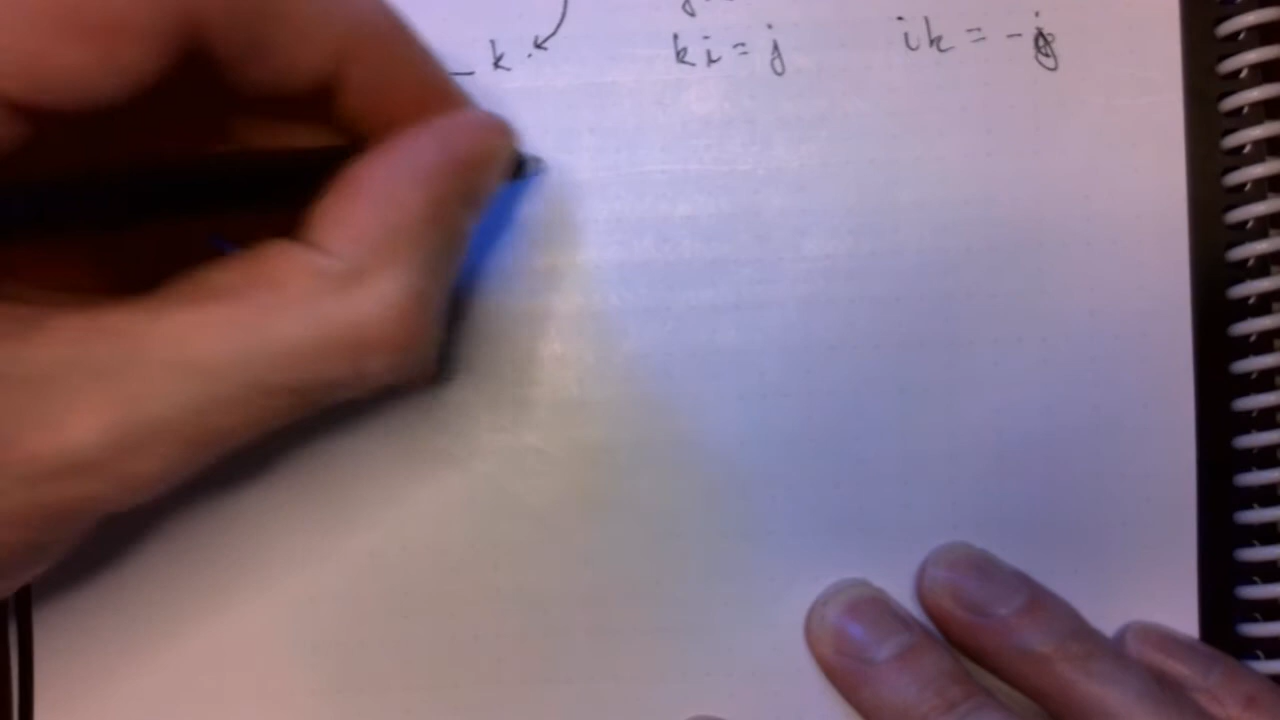 k
ki = j ik = -j